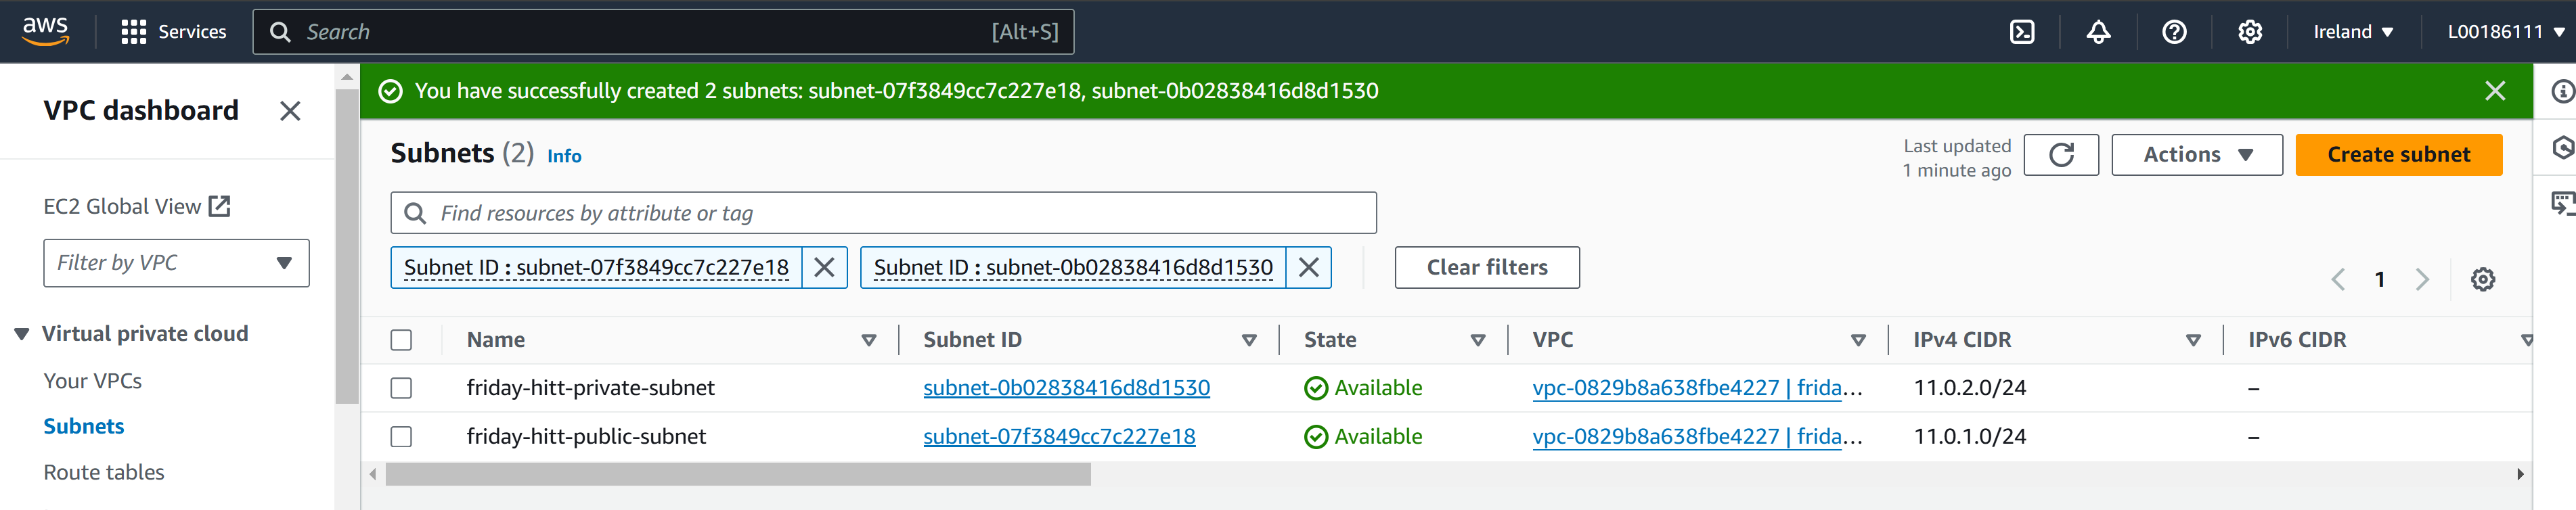 aws
Services
Search
[Alt+S]
Ireland
L00186111
VPC dashboard
EC2 Global View
Filter by VPC
Virtual private cloud
Your VPCs
Subnets
Route tables
You have successfully created 2 subnets: subnet-07f3849cc7c227e18, subnet-0b02838416d8d1530
Subnets (2) Info
Last updated
1 minute ago
Actions
Create subnet
Find resources by attribute or tag
Subnet ID : subnet-07f3849cc7c227e18
Subnet ID : subnet-0b02838416d8d1530
Clear filters
1
Name Subnet ID State VPC IPv4 CIDR IPv6 CIDR
friday-hitt-private-subnet subnet-0b02838416d8d1530 Available vpc-0829b8a638fbe4227 | frida... 11.0.2.0/24 –
friday-hitt-public-subnet subnet-07f3849cc7c227e18 Available vpc-0829b8a638fbe4227 | frida... 11.0.1.0/24 –